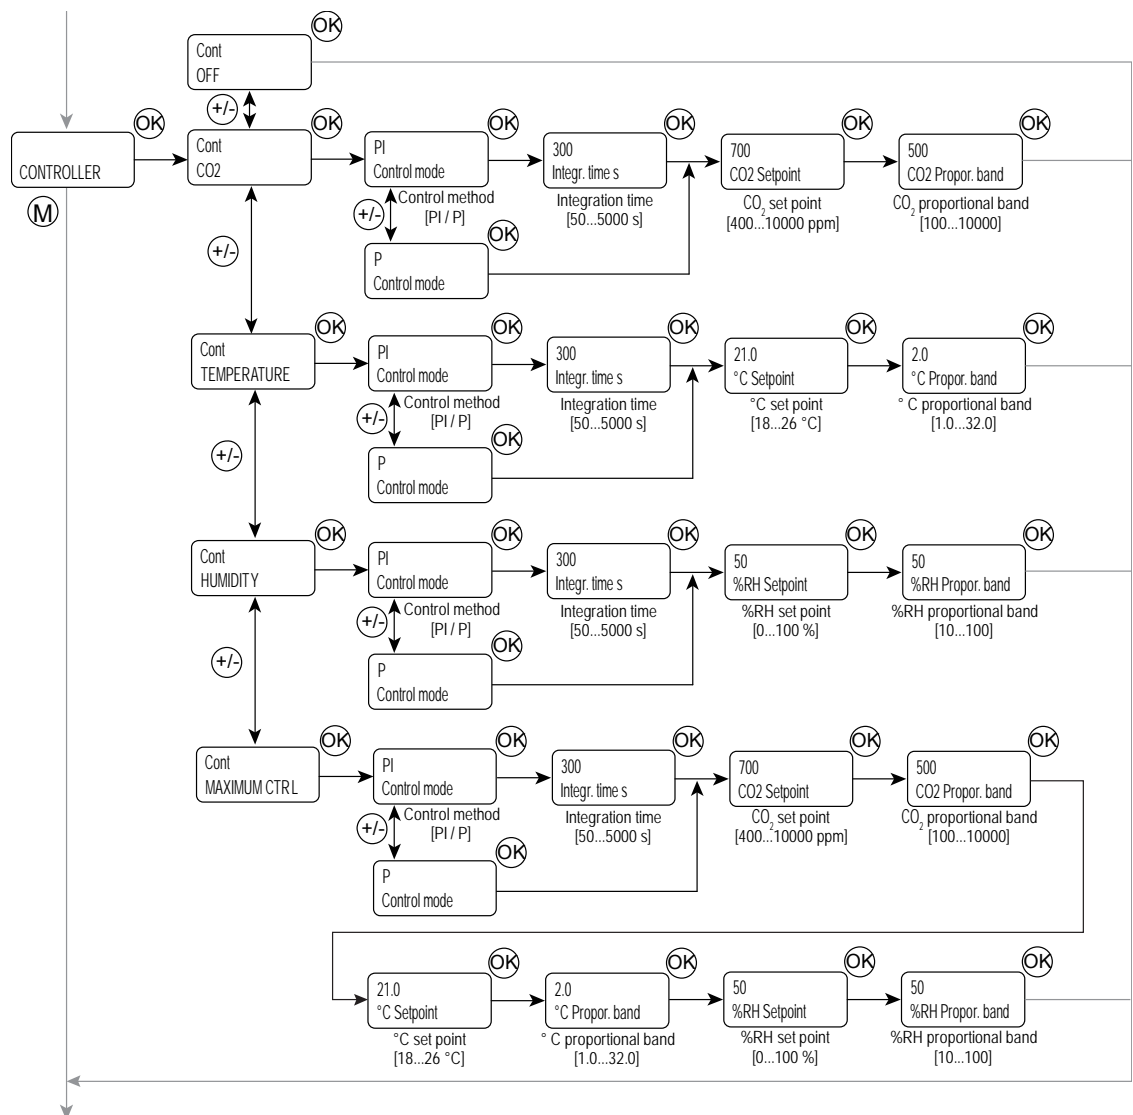 OK
Cont
OFF
+/-
OK
OK
OK
OK
OK
OK
CONTROLLER
Cont
CO2
PI
Control mode
300
Integr. time s
700
CO2 Setpoint
500
CO2 Propor. band
M
+/-
Control method
[PI / P]
Integration time
[50...5000 s]
CO₂ set point
[400...10000 ppm]
CO₂ proportional band
[100...10000]
+/-
OK
P
Control mode
OK
OK
OK
OK
OK
Cont
TEMPERATURE
PI
Control mode
300
Integr. time s
21.0
°C Setpoint
2.0
°C Propor. band
+/-
Control method
[PI / P]
Integration time
[50...5000 s]
°C set point
[18...26 °C]
° C proportional band
[1.0...32.0]
+/-
OK
P
Control mode
OK
OK
OK
OK
OK
Cont
HUMIDITY
PI
Control mode
300
Integr. time s
50
%RH Setpoint
50
%RH Propor. band
+/-
Control method
[PI / P]
Integration time
[50...5000 s]
%RH set point
[0...100 %]
%RH proportional band
[10...100]
+/-
OK
P
Control mode
OK
OK
OK
OK
OK
Cont
MAXIMUM CTRL
PI
Control mode
300
Integr. time s
700
CO2 Setpoint
500
CO2 Propor. band
+/-
Control method
[PI / P]
Integration time
[50...5000 s]
CO₂ set point
[400...10000 ppm]
CO₂ proportional band
[100...10000]
OK
P
Control mode
OK
OK
OK
OK
21.0
°C Setpoint
2.0
°C Propor. band
50
%RH Setpoint
50
%RH Propor. band
°C set point
[18...26 °C]
° C proportional band
[1.0...32.0]
%RH set point
[0...100 %]
%RH proportional band
[10...100]